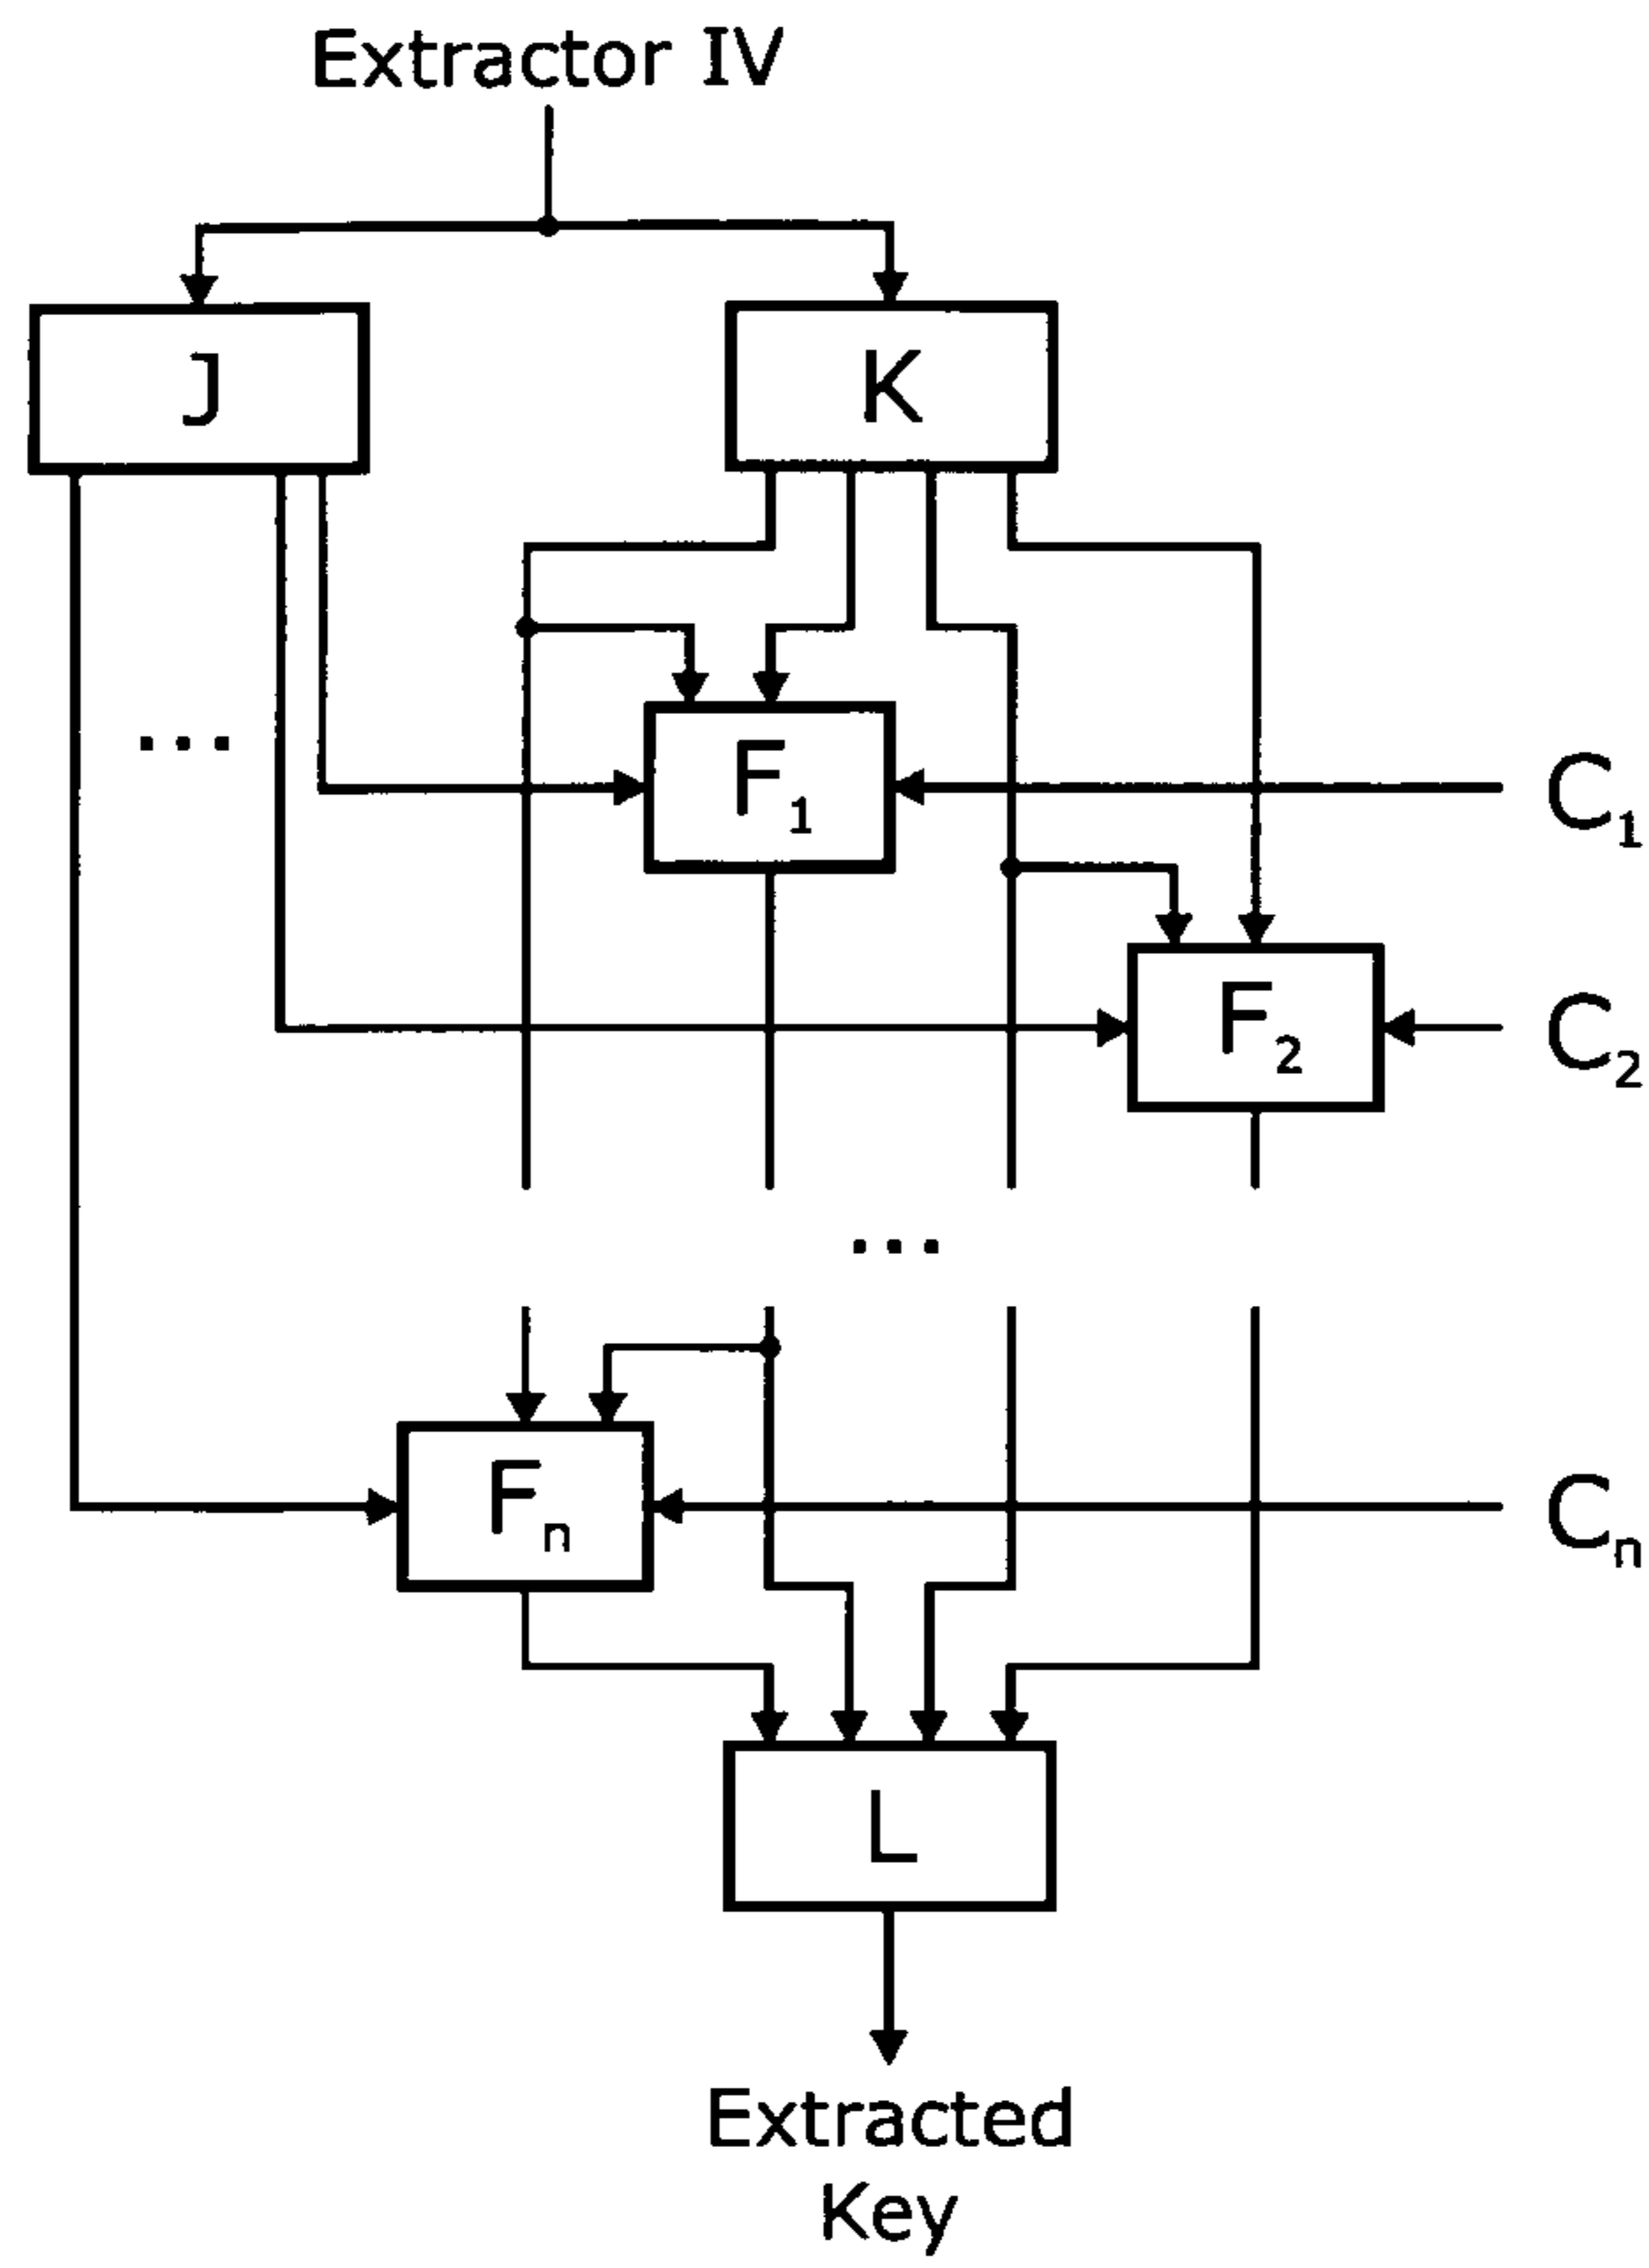 Extractor IV
J
K
...
F1
C1
F2
C2
...
Fn
Cn
L
Extracted
Key